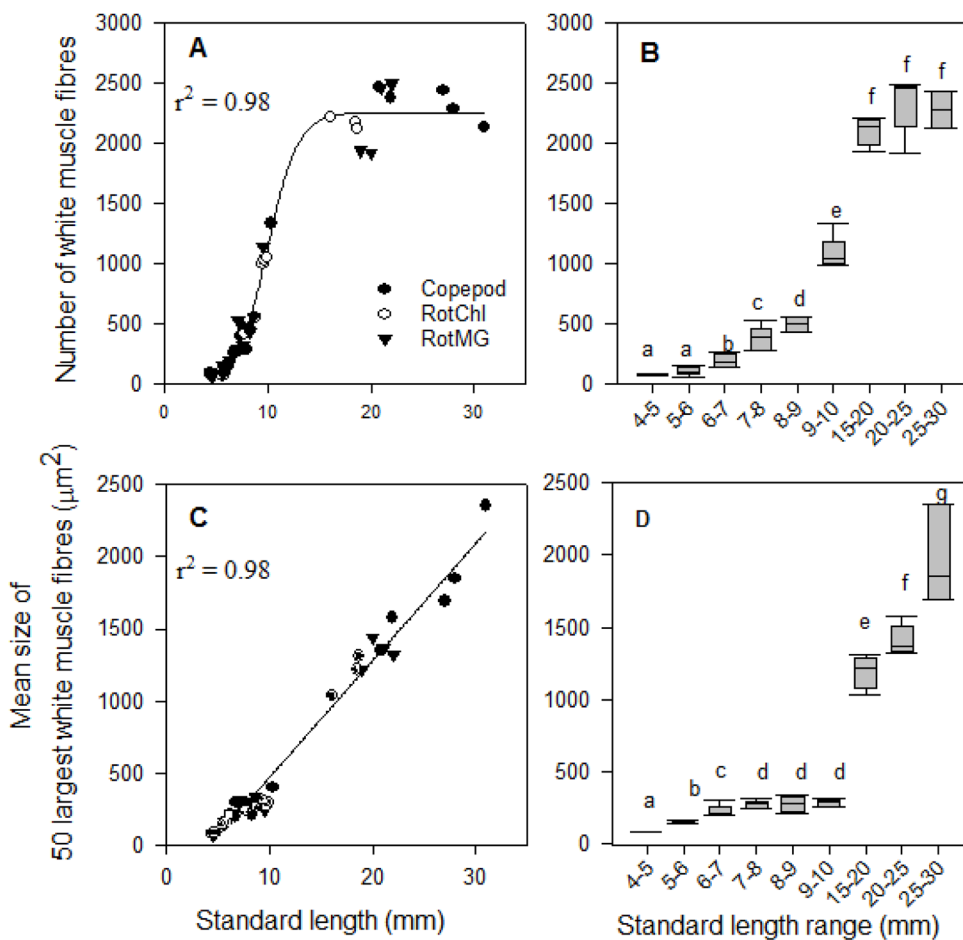 Number of white muscle fibres
3000
2500
2000
1500
1000
500
0
A
r² = 0.98
Copepod
RotChl
RotMG
0
10
20
30
3000
2500
2000
1500
1000
500
0
B
a
a
b
c
d
e
f
f
f
4-5
5-6
6-7
7-8
8-9
9-10
15-20
20-25
25-30
Mean size of
50 largest white muscle fibres (μm²)
2500
2000
1500
1000
500
0
C
r² = 0.98
0
10
20
30
Standard length (mm)
2500
2000
1500
1000
500
0
D
a
b
c
d
d
d
e
f
g
4-5
5-6
6-7
7-8
8-9
9-10
15-20
20-25
25-30
Standard length range (mm)